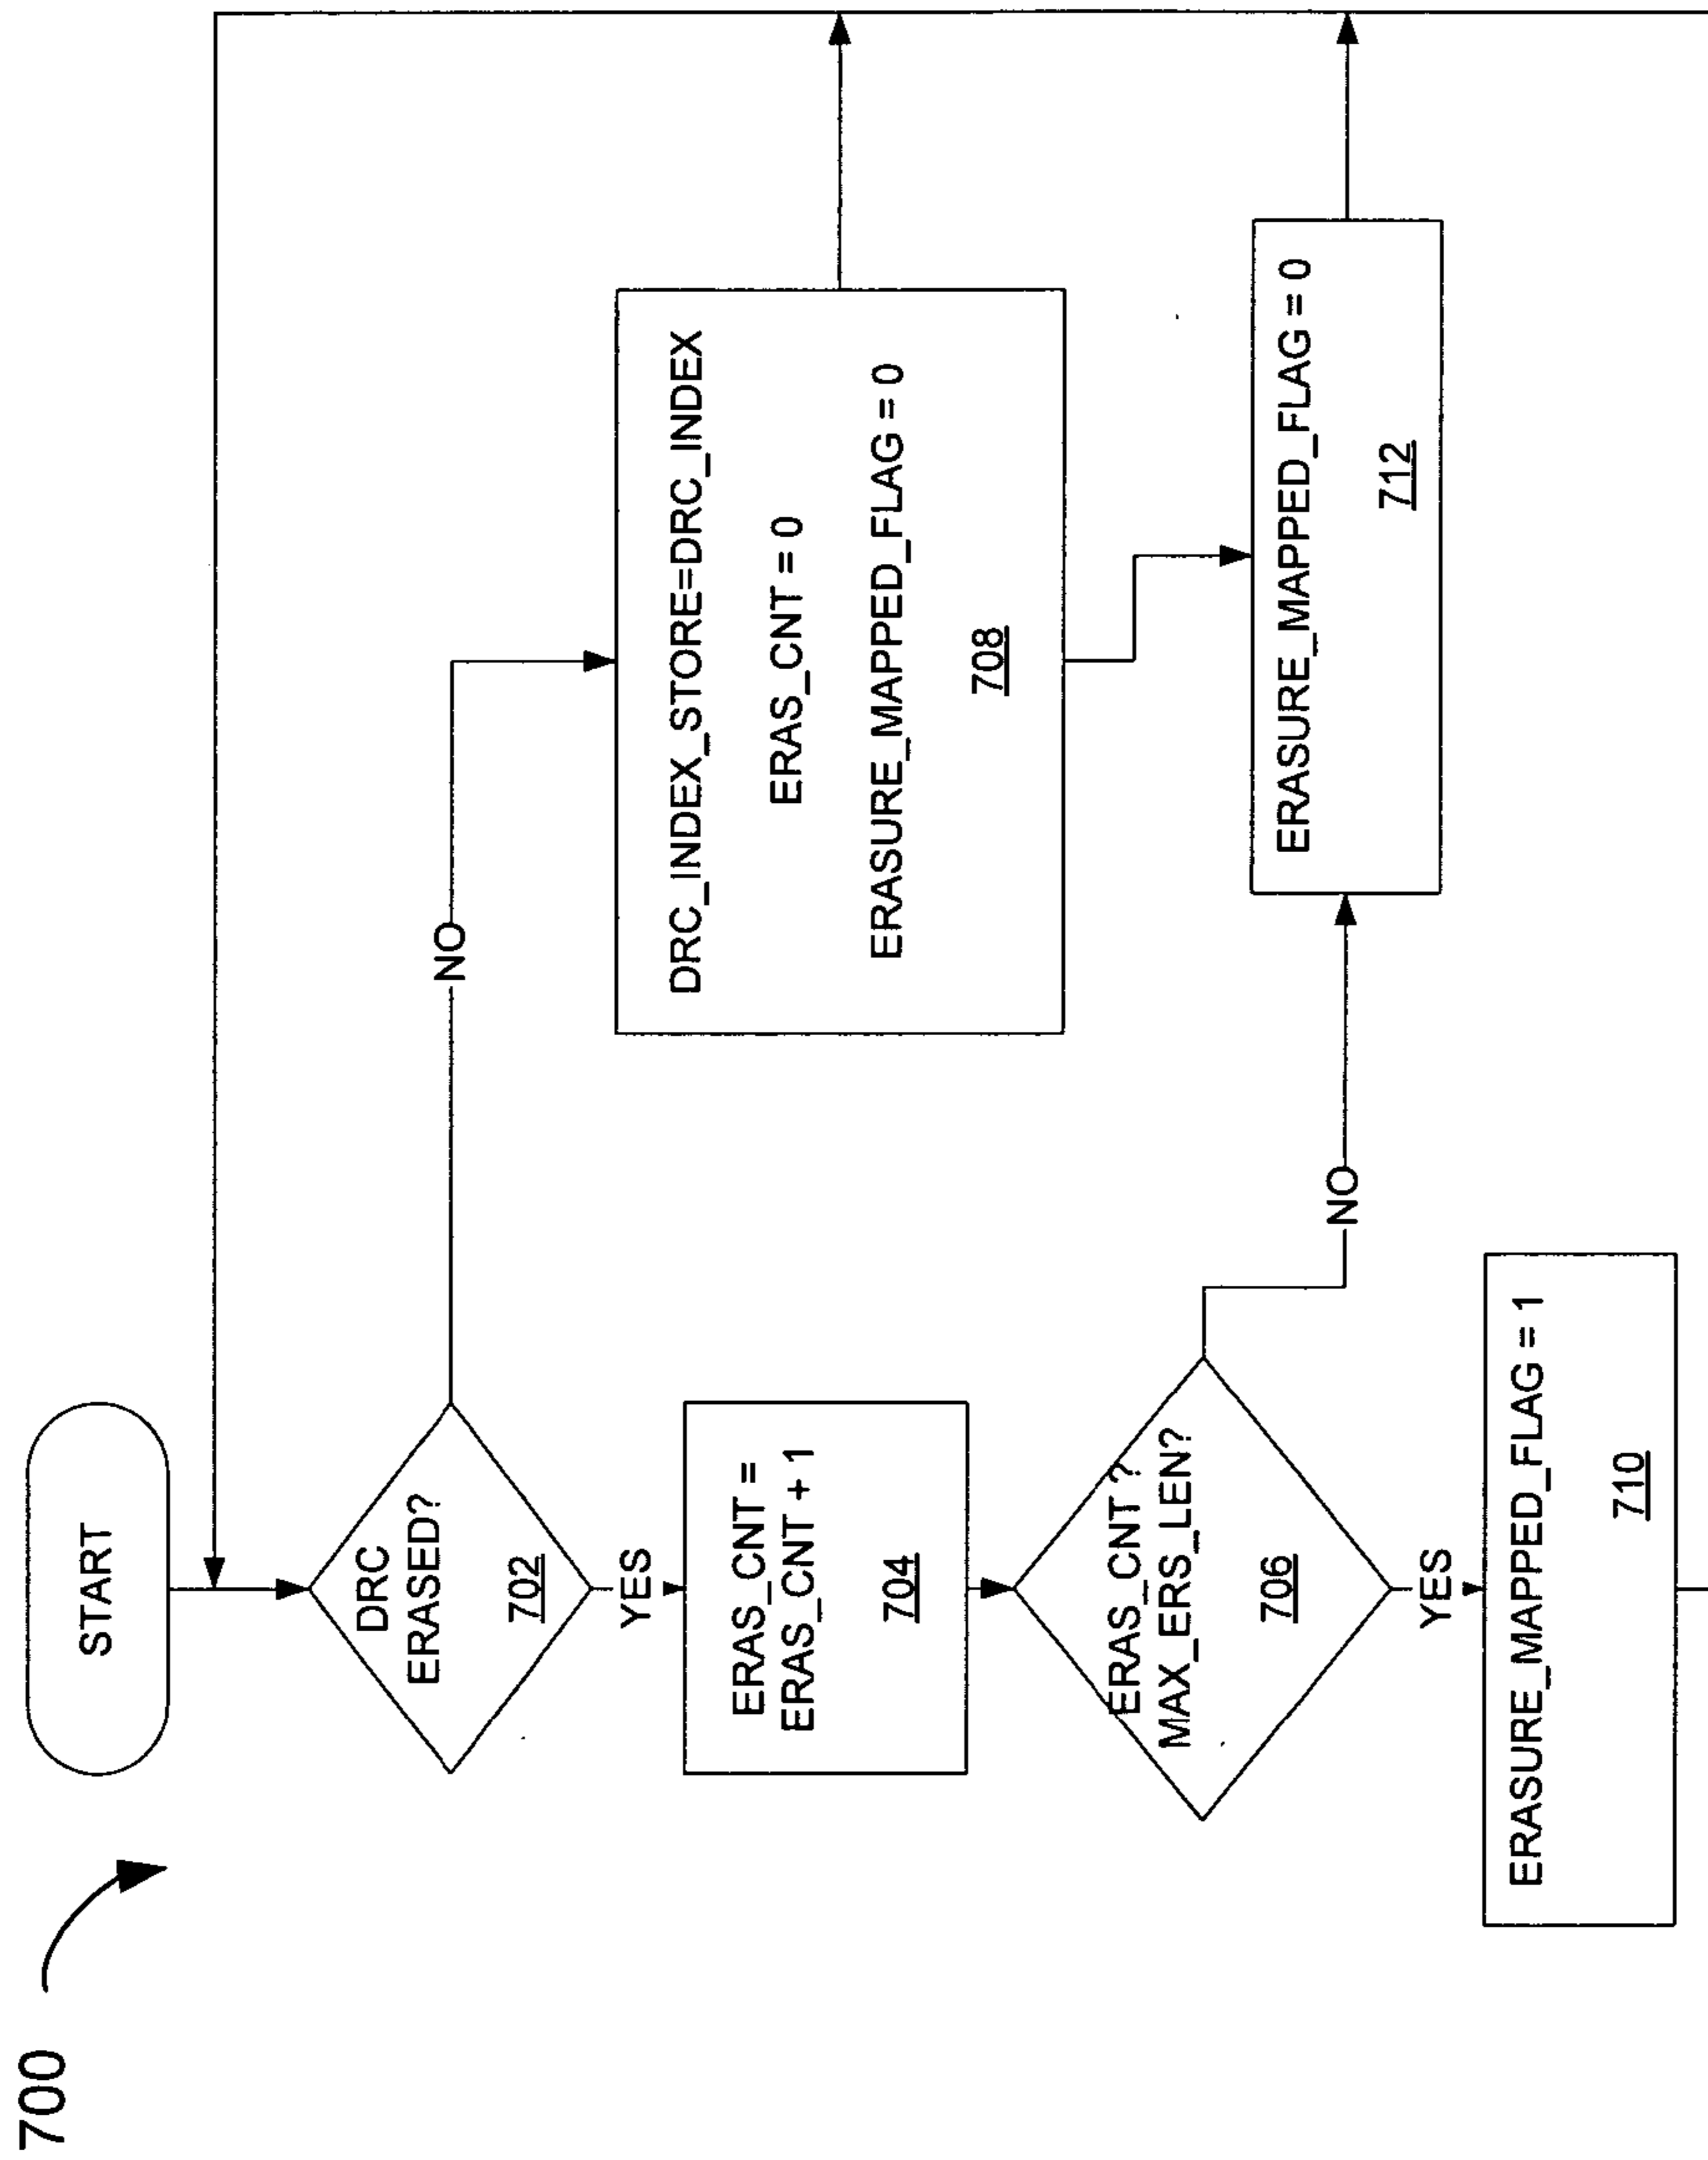 700
START
DRC
ERASED?
702
NO
YES
ERAS_CNT =
ERAS_CNT + 1
704
DRC_INDEX_STORE=DRC_INDEX
ERAS_CNT = 0
ERASURE_MAPPED_FLAG = 0
708
ERAS_CNT ?
MAX_ERS_LEN?
706
NO
YES
ERASURE_MAPPED_FLAG = 0
712
ERASURE_MAPPED_FLAG = 1
710